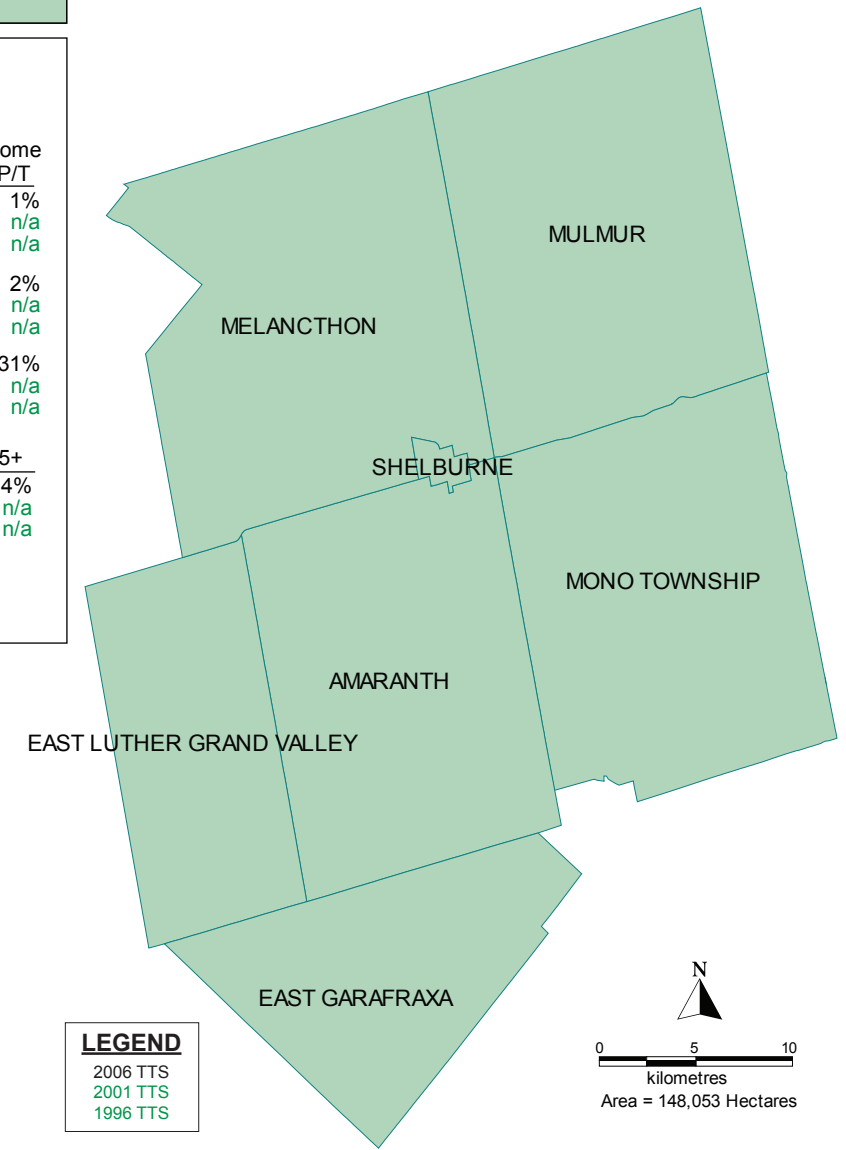 ome
P/T
1%
n/a
n/a
2%
n/a
n/a
31%
n/a
n/a
5+
4%
n/a
n/a
MULMUR
MELANCTHON
SHELBURNE
MONO TOWNSHIP
AMARANTH
EAST LUTHER GRAND VALLEY
EAST GARAFRAXA
LEGEND
2006 TTS
2001 TTS
1996 TTS
N
0 5 10
kilometres
Area = 148,053 Hectares